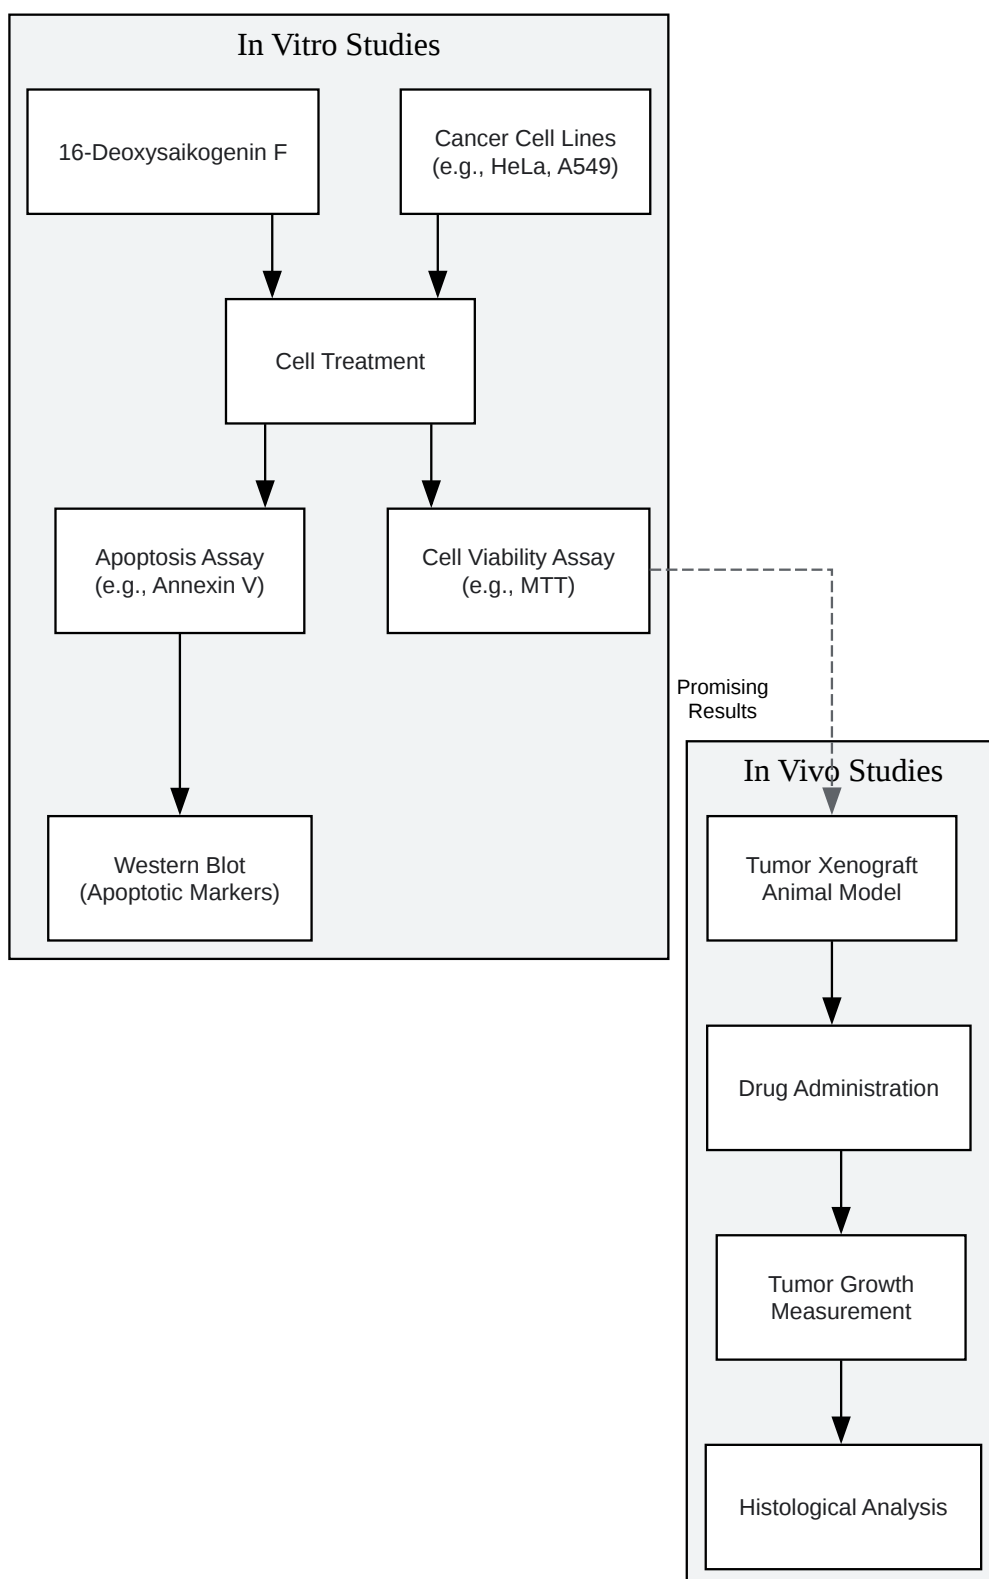 In Vitro Studies
16-Deoxysaikogenin F
Cancer Cell Lines
(e.g., HeLa, A549)
Cell Treatment
Apoptosis Assay
(e.g., Annexin V)
Cell Viability Assay
(e.g., MTT)
Promising
Results
In Vivo Studies
Western Blot
(Apoptotic Markers)
Tumor Xenograft
Animal Model
Drug Administration
Tumor Growth
Measurement
Histological Analysis